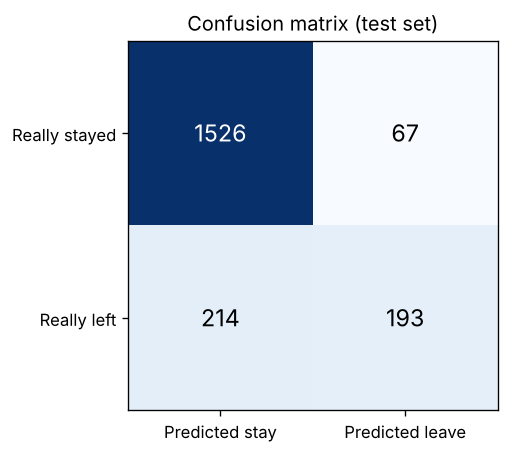 Confusion matrix (test set)
Really stayed
1526
67
Really left
214
193
Predicted stay
Predicted leave